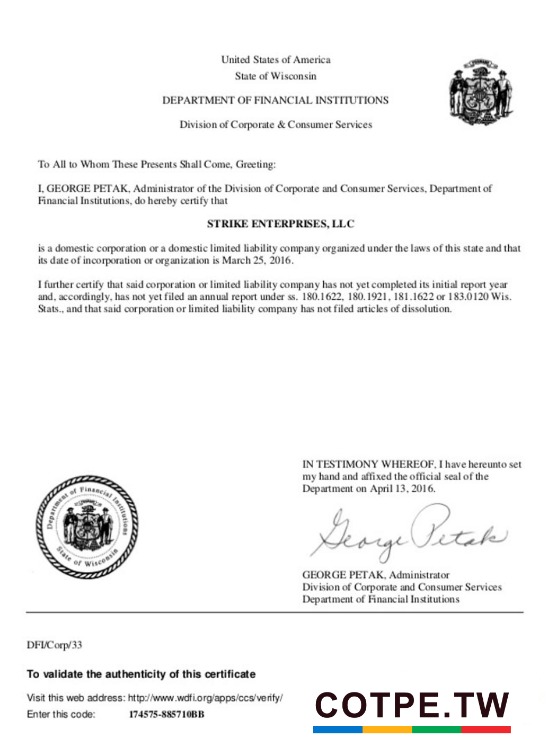 United States of America
State of Wisconsin
DEPARTMENT OF FINANCIAL INSTITUTIONS
Division of Corporate & Consumer Services
To All to Whom These Presents Shall Come, Greeting:
I, GEORGE PETAK, Administrator of the Division of Corporate and Consumer Services, Department of
Financial Institutions, do hereby certify that
STRIKE ENTERPRISES, LLC
is a domestic corporation or a domestic limited liability company organized under the laws of this state and that
its date of incorporation or organization is March 25, 2016.
I further certify that said corporation or limited liability company has not yet completed its initial report year
and, accordingly, has not yet filed an annual report under ss. 180.1622, 180.1921, 181.1622 or 183.0120 Wis.
Stats., and that said corporation or limited liability company has not filed articles of dissolution.
IN TESTIMONY WHEREOF, I have hereunto set
my hand and affixed the official seal of the
Department on April 13, 2016.
Department of Financial Institutions
State of Wisconsin
George Petak
GEORGE PETAK, Administrator
Division of Corporate and Consumer Services
Department of Financial Institutions
DFI/Corp/33
To validate the authenticity of this certificate
Visit this web address: http://www.wdfi.org/apps/ccs/verify/
Enter this code: 174575-885710BB
COTPE.TW